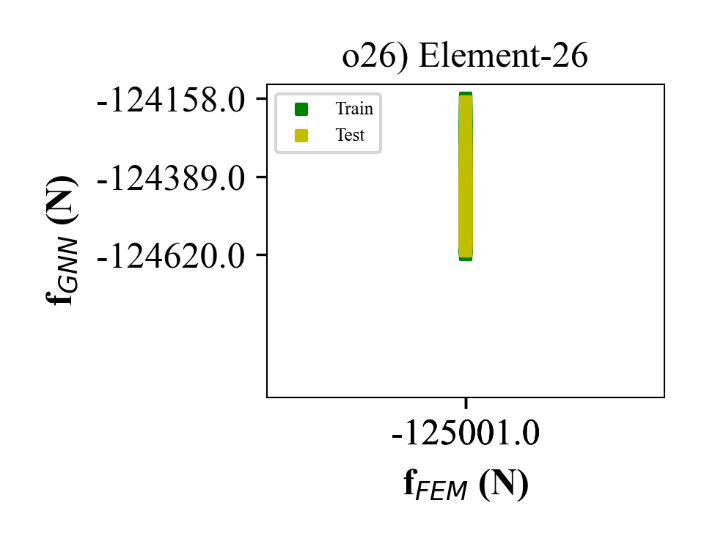 o26) Element-26
-124158.0
-124389.0
-124620.0
Train
Test
f_GNN (N)
-125001.0
f_FEM (N)